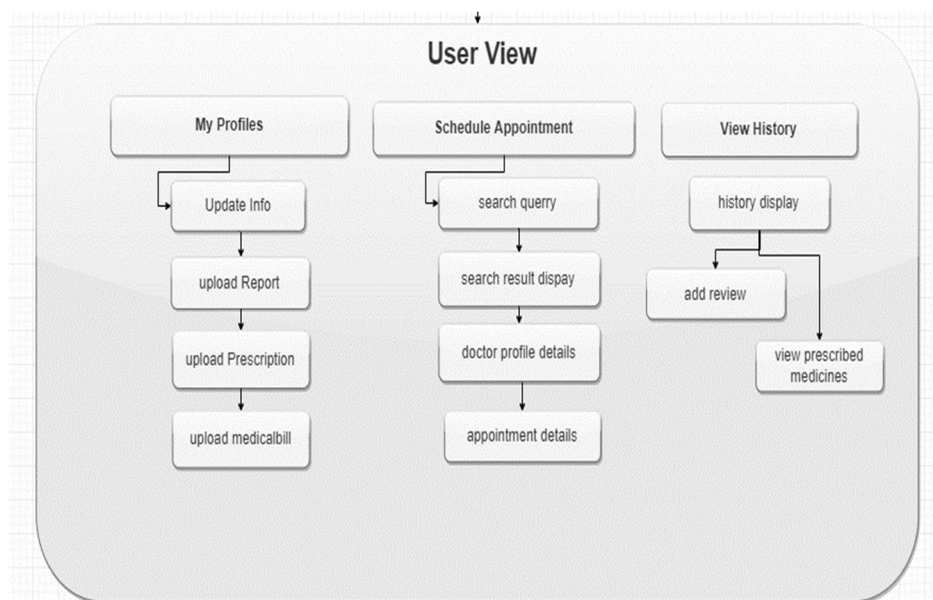 User View
My Profiles
Update Info
upload Report
upload Prescription
upload medicalbill
Schedule Appointment
search querry
search result dispay
doctor profile details
appointment details
View History
history display
add review
view prescribed
medicines